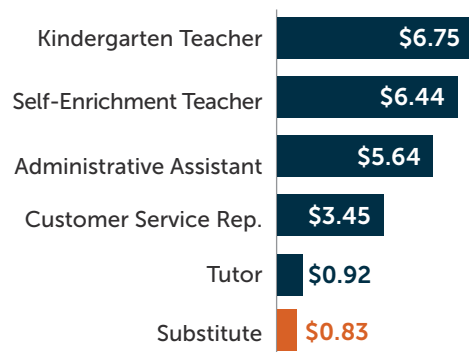 Kindergarten Teacher $6.75
Self-Enrichment Teacher $6.44
Administrative Assistant $5.64
Customer Service Rep. $3.45
Tutor $0.92
Substitute $0.83